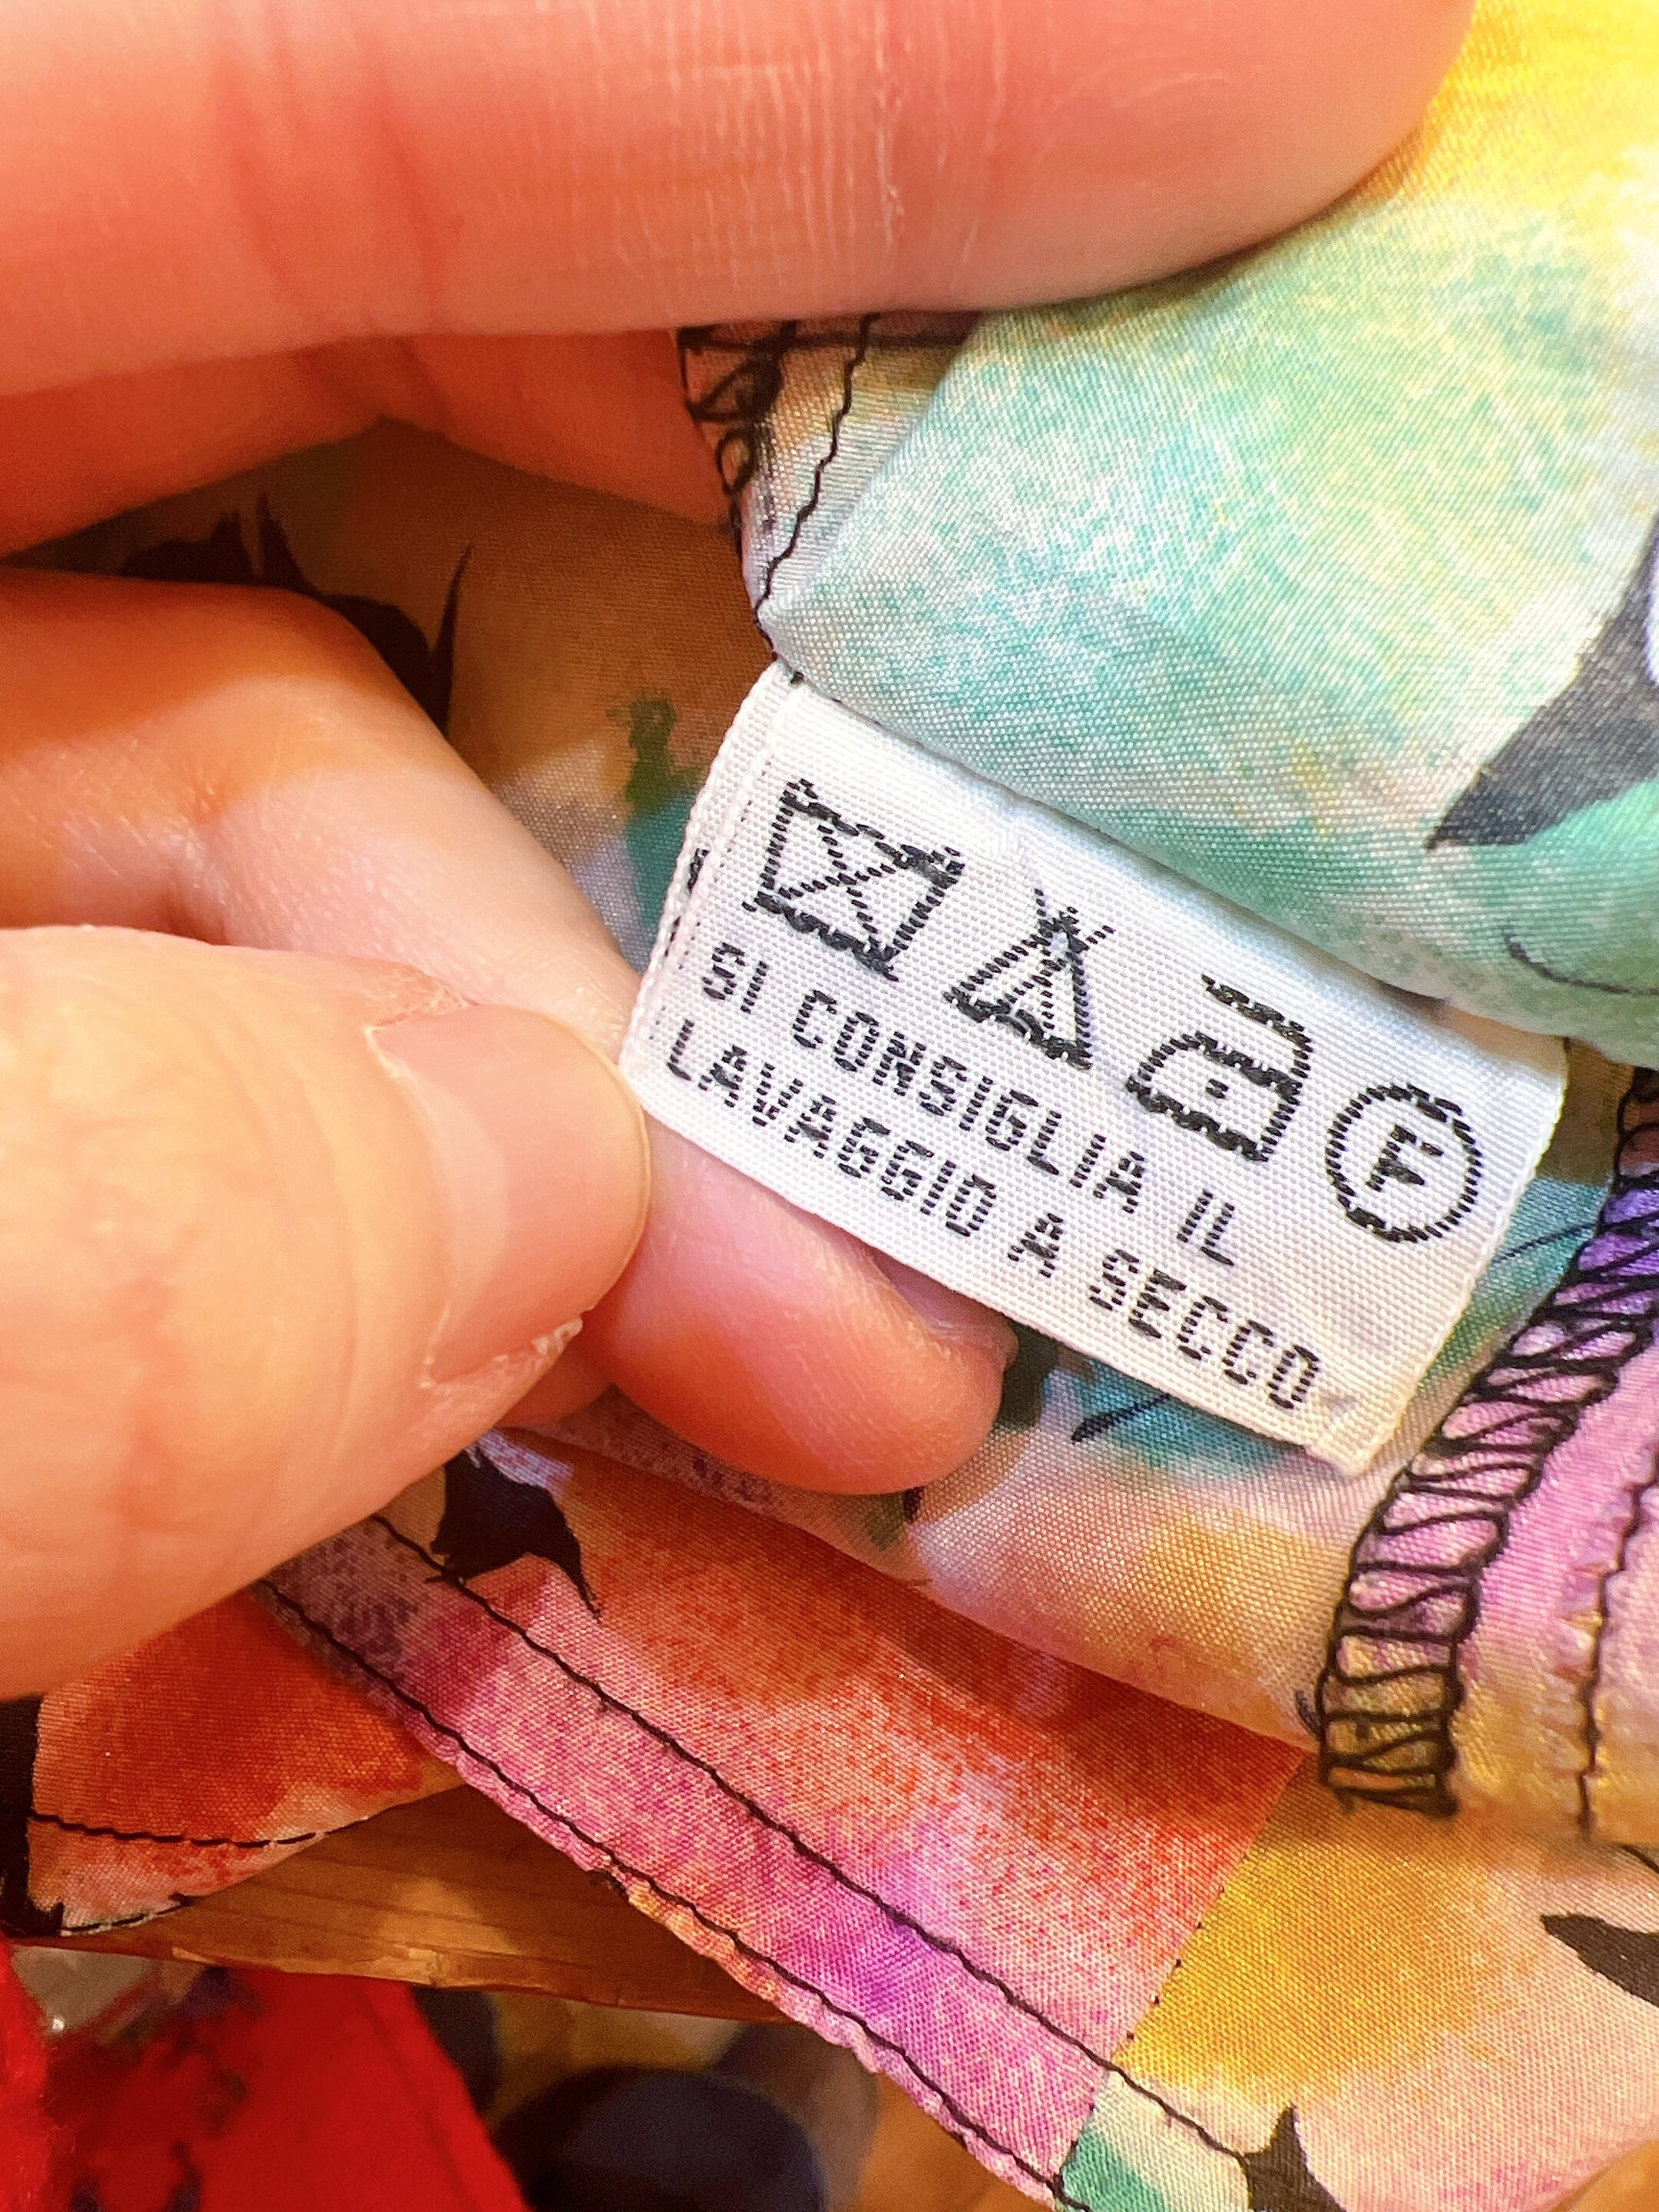 F
SI CONSIGLIA IL
LAVAGGIO A SECCO